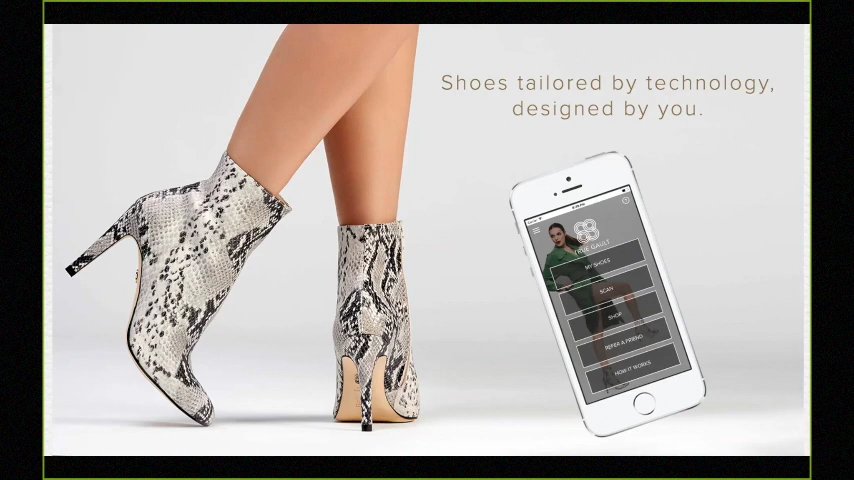 Shoes tailored by technology,
designed by you.
TRUE GAULT
MY SHOES
SCAN
SHOP
REFER A FRIEND
HOW IT WORKS